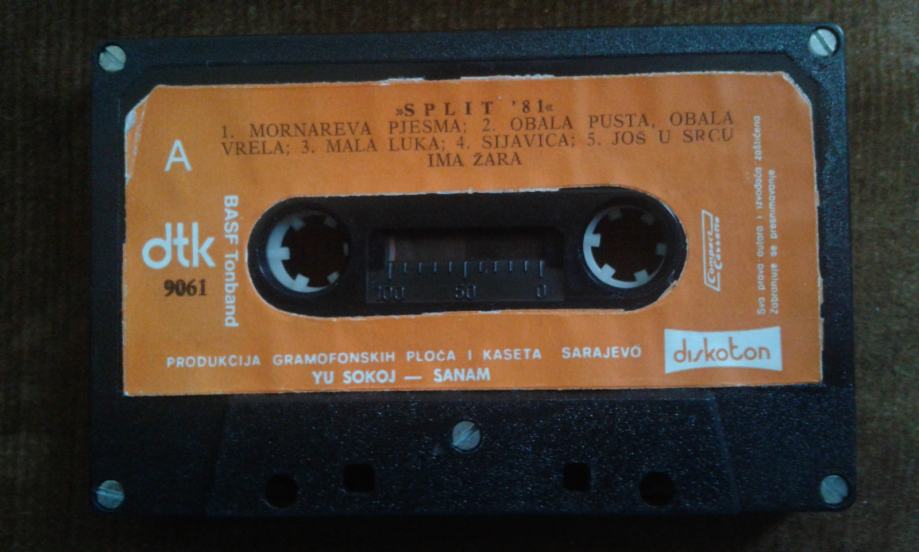 »SPLIT '81«
1. MORNAREVA PJESMA; 2. OBALA PUSTA, OBALA
VRELA; 3. MALA LUKA; 4. SIJAVICA; 5. JOS U SRCU
IMA ŽARA
A
dtk
9061
BASF Tonband
100 50 0
Compact
Cassette
Sva prava autora i izvođača zaštićena
Zabranjuje se presnimavanje
PRODUKCIJA GRAMOFONSKIH PLOČA I KASETA SARAJEVO
diskoton
YU SOKOJ — SANAM